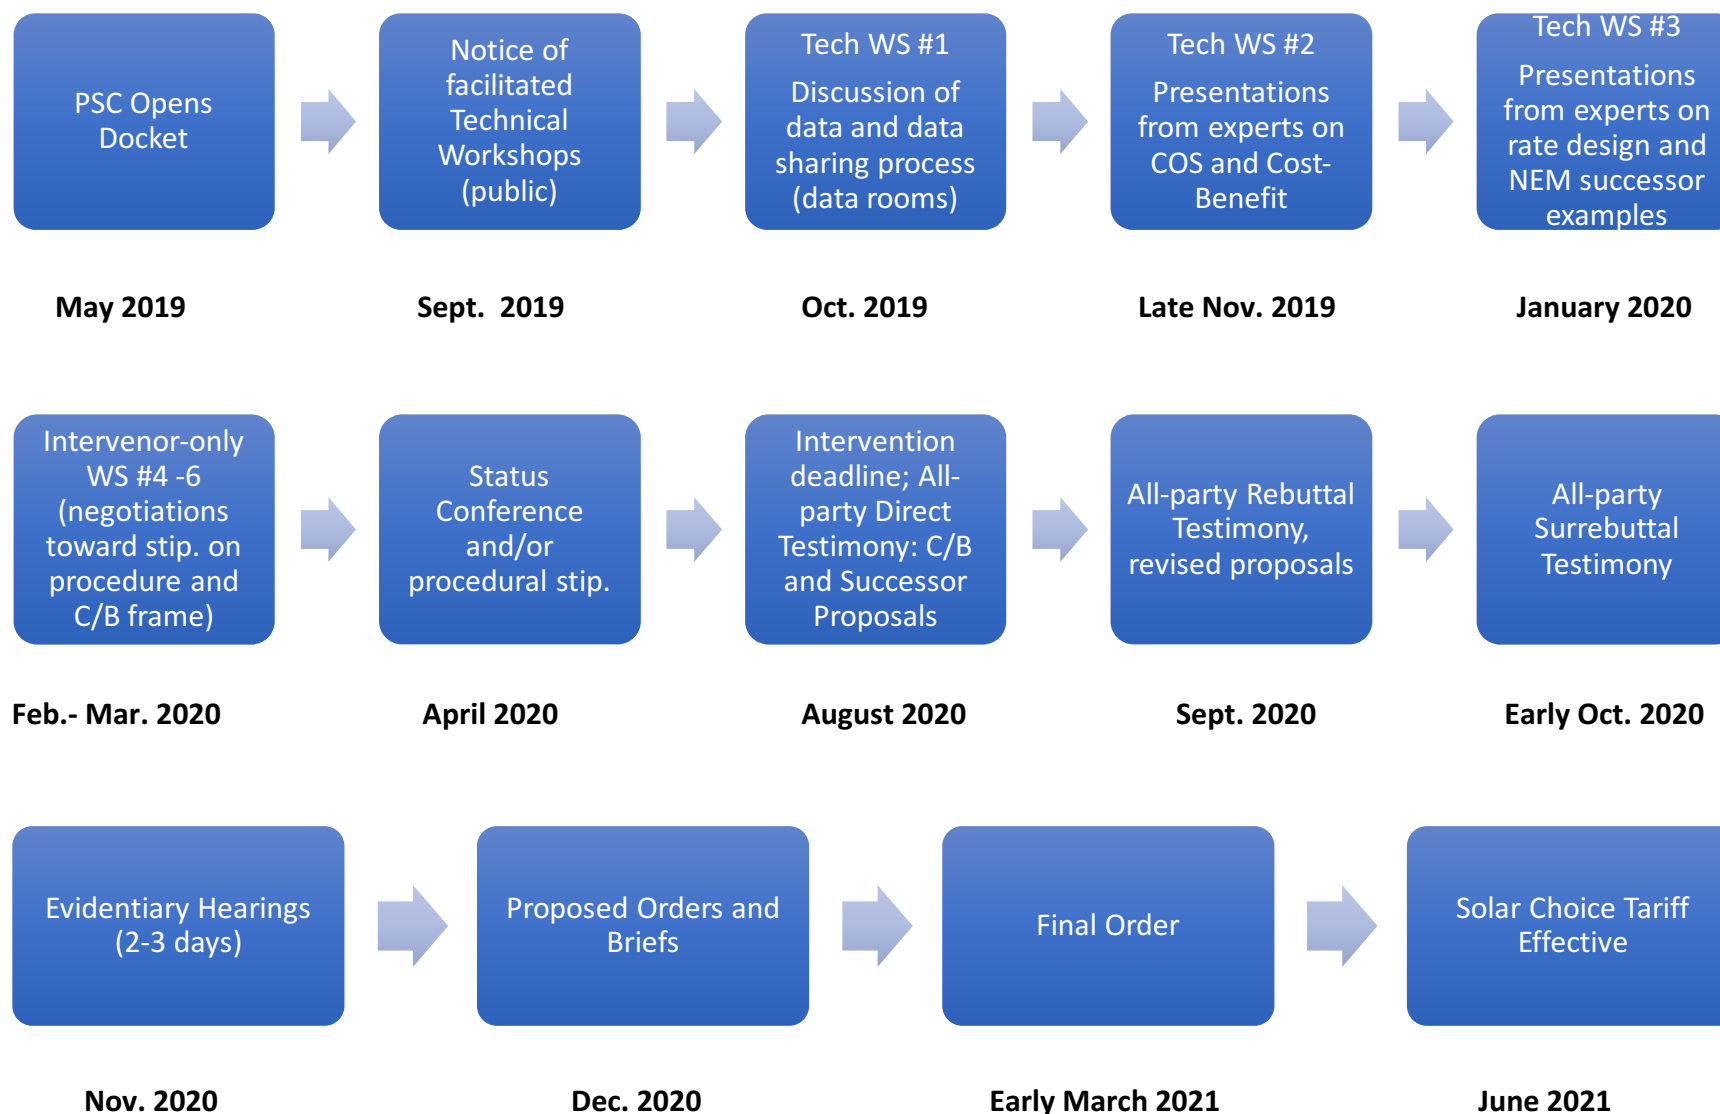 PSC Opens
Docket
Notice of
facilitated
Technical
Workshops
(public)
Tech WS #1
Discussion of
data and data
sharing process
(data rooms)
Tech WS #2
Presentations
from experts on
COS and Cost-
Benefit
Tech WS #3
Presentations
from experts on
rate design and
NEM successor
examples
May 2019
Sept.  2019
Oct. 2019
Late Nov. 2019
January 2020
Intervenor-only
WS #4 -6
(negotiations
toward stip. on
procedure and
C/B frame)
Status
Conference
and/or
procedural stip.
Intervention
deadline; All-
party Direct
Testimony: C/B
and Successor
Proposals
All-party Rebuttal
Testimony,
revised proposals
All-party
Surrebuttal
Testimony
Feb.- Mar. 2020
April 2020
August 2020
Sept. 2020
Early Oct. 2020
Evidentiary Hearings
(2-3 days)
Proposed Orders and
Briefs
Final Order
Solar Choice Tariff
Effective
Nov. 2020
Dec. 2020
Early March 2021
June 2021